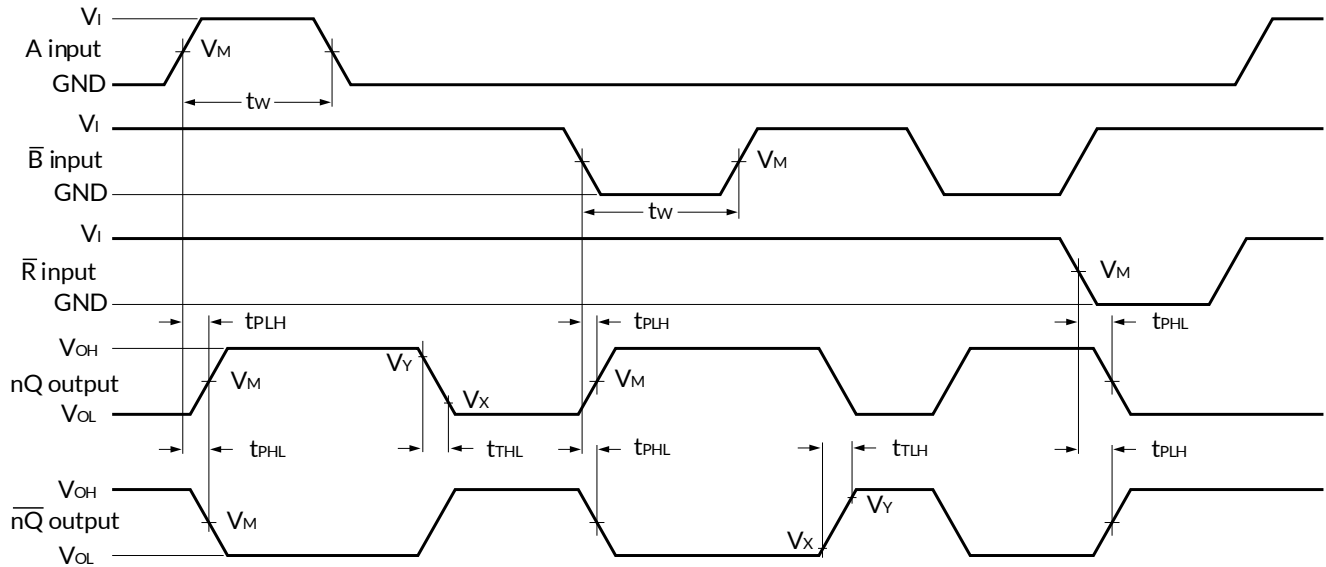 VI
A input VM
GND
tW
VI
B̅ input VM
GND
tW
VI
R̅ input VM
GND
tPLH tPLH tPHL
VOH
VY
nQ output VM VM
VX
VOL
tPHL tTHL tPHL tTLH tPLH
VOH
VY
n̅Q̅ output VM
VX
VOL